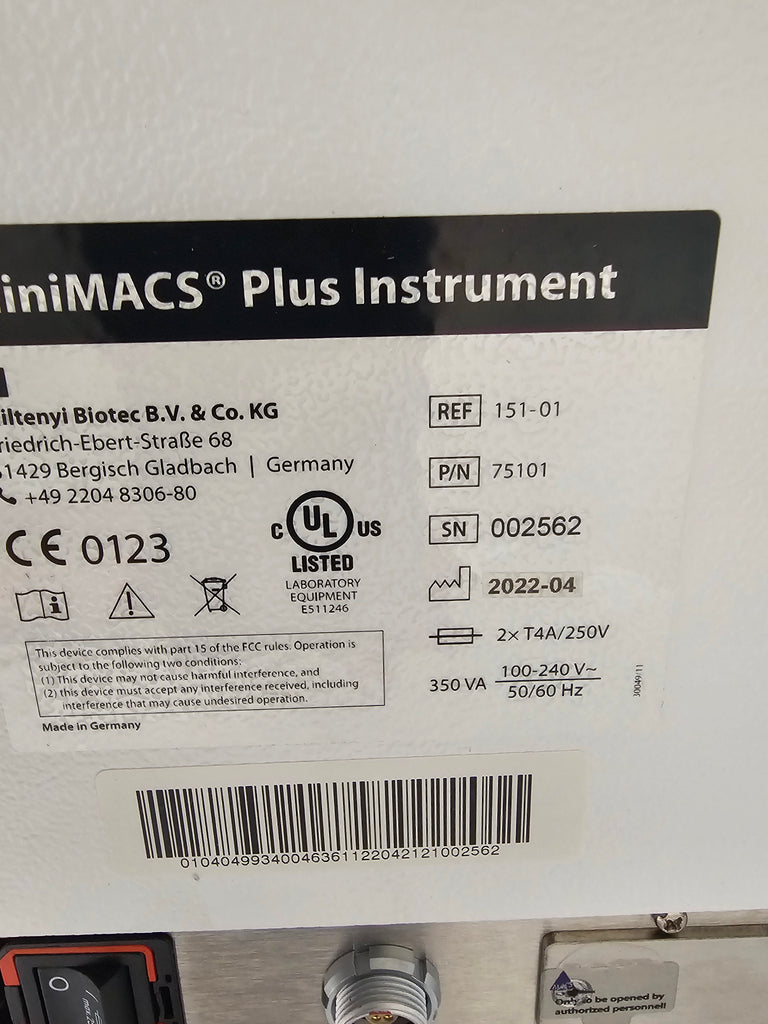 iniMACS® Plus Instrument
iltenyi Biotec B.V. & Co. KG
riedrich-Ebert-Straße 68
51429 Bergisch Gladbach | Germany
+49 2204 8306-80
CE 0123
C UL US
LISTED
LABORATORY
EQUIPMENT
E511246
This device complies with part 15 of the FCC rules. Operation is
subject to the following two conditions:
(1) This device may not cause harmful interference, and
(2) this device must accept any interference received, including
interference that may cause undesired operation.
Made in Germany
REF 151-01
P/N 75101
SN 002562
2022-04
2x T4A/250V
350 VA 100-240 V~
50/60 Hz
30049/11
01040499340046361122042121002562
Only to be opened by
authorized personnel!